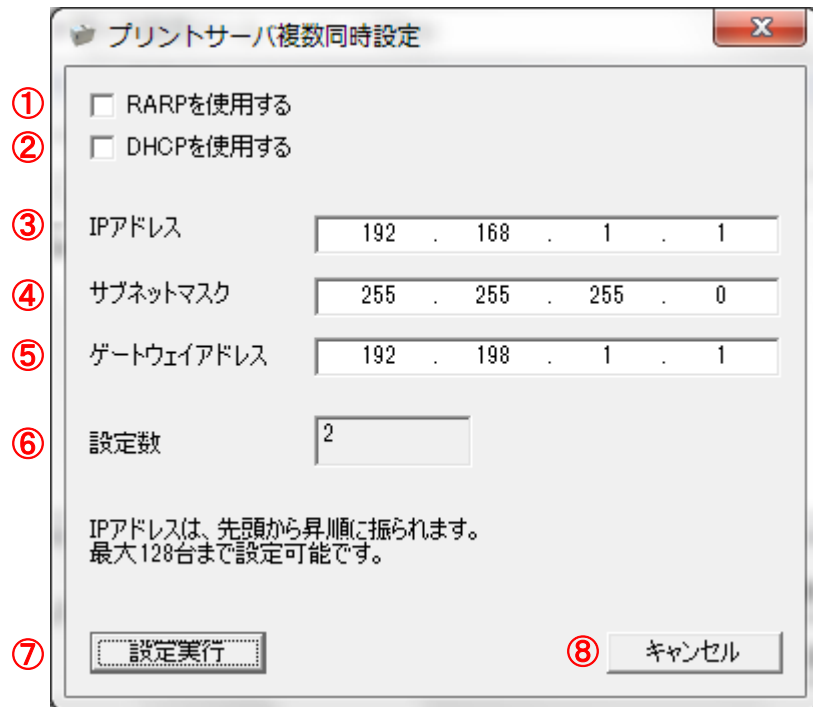 プリントサーバ複数同時設定
① RARPを使用する
② DHCPを使用する
③ IPアドレス 192 . 168 . 1 . 1
④ サブネットマスク 255 . 255 . 255 . 0
⑤ ゲートウェイアドレス 192 . 198 . 1 . 1
⑥ 設定数 2
IPアドレスは、先頭から昇順に振られます。
最大128台まで設定可能です。
⑦ 設定実行 ⑧ キャンセル